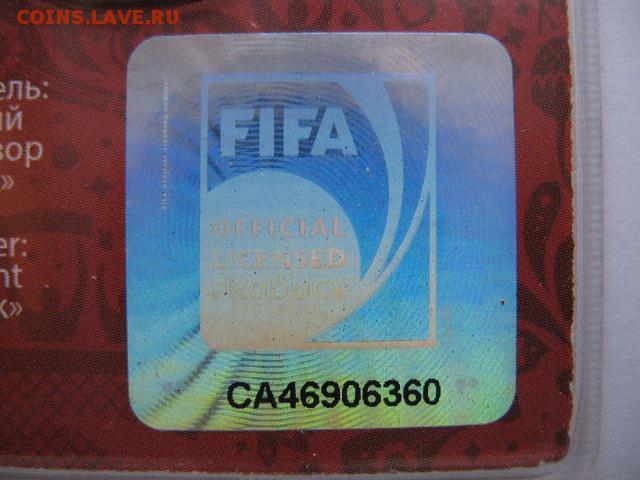 COINS.LAVE.RU
ель:
ий
вор
»
er:
nt
к»
FIFA
OFFICIAL
LICENSED
PRODUCT
CA46906360